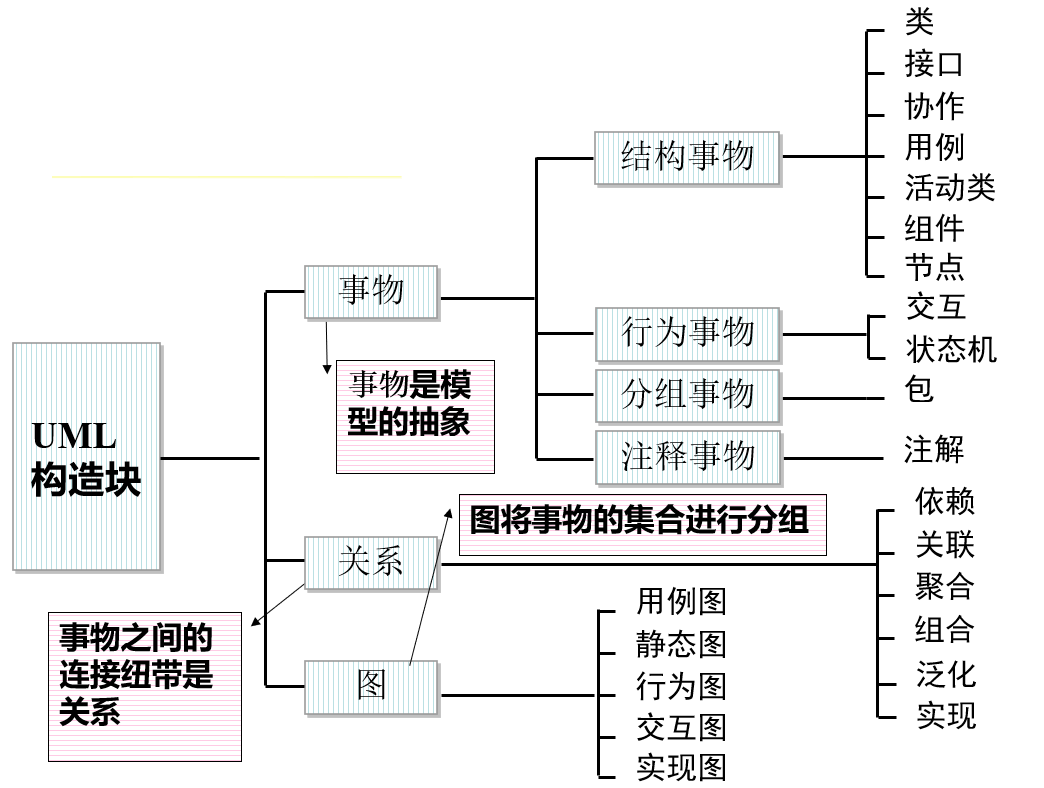 类
接口
协作
用例
活动类
组件
节点
结构事物
事物
交互
状态机
行为事物
包
分组事物
事物是模
型的抽象
注解
注释事物
UML
构造块
依赖
关联
聚合
组合
泛化
实现
图将事物的集合进行分组
关系
用例图
静态图
行为图
交互图
实现图
事物之间的
连接纽带是
关系
图